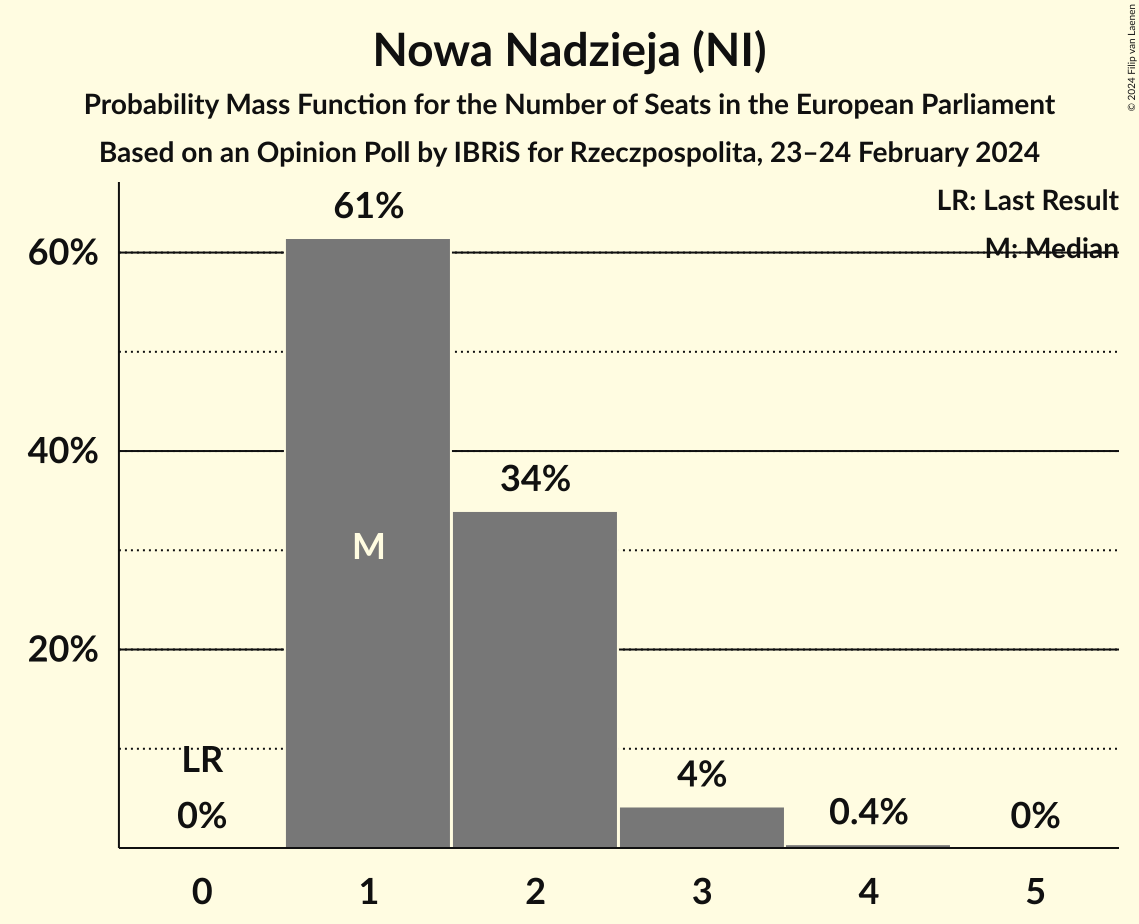 Nowa Nadzieja (NI)
Probability Mass Function for the Number of Seats in the European Parliament
Based on an Opinion Poll by IBRiS for Rzeczpospolita, 23–24 February 2024
© 2024 Filip van Laenen
LR: Last Result
M: Median
61%
60%
40%
34%
M
20%
LR
0%
4%
0.4%
0%
0 1 2 3 4 5